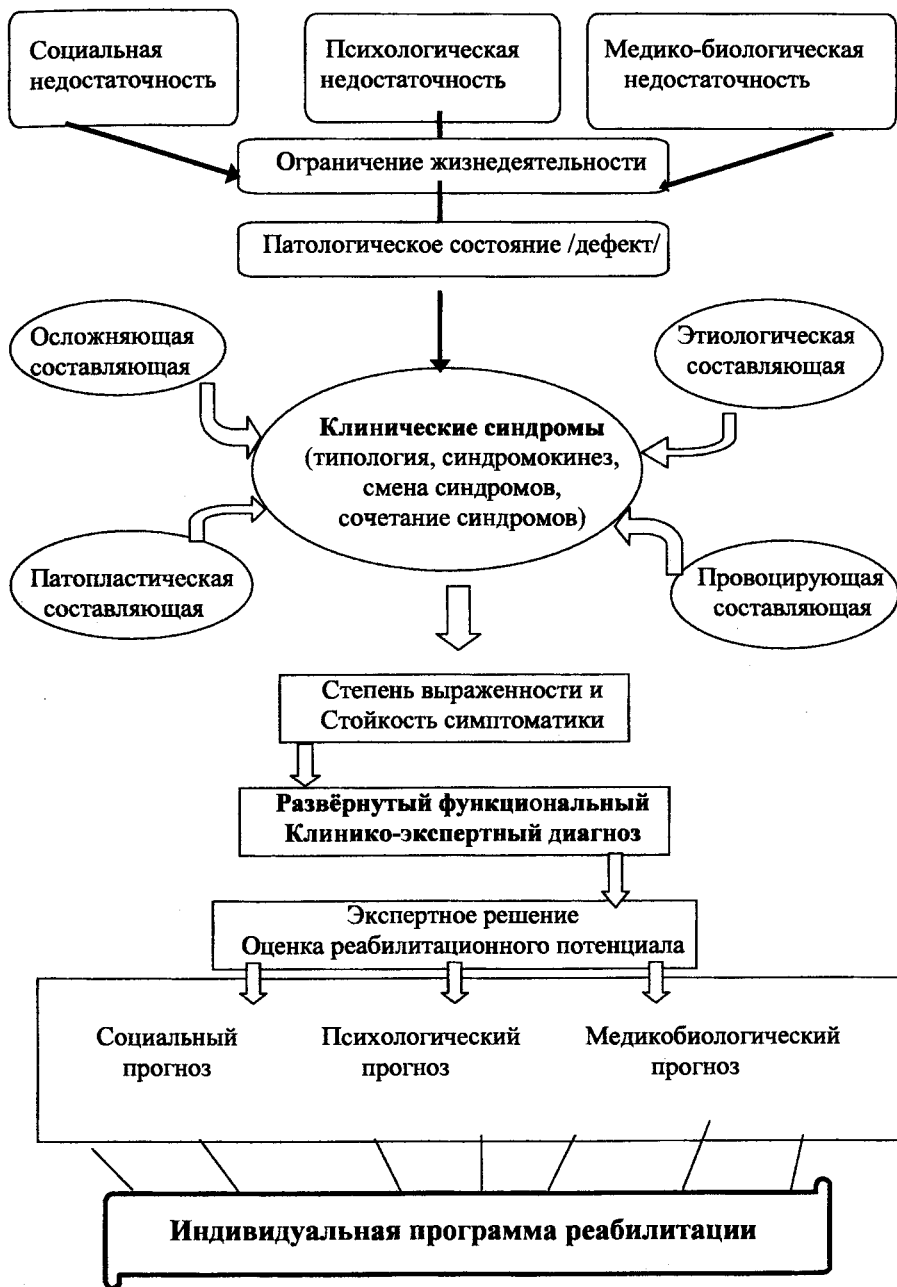 Социальная
недостаточность
Психологическая
недостаточность
Медико-биологическая
недостаточность
Ограничение жизнедеятельности
Патологическое состояние /дефект/
Осложняющая
составляющая
Этиологическая
составляющая
Клинические синдромы
(типология, синдромокинез,
смена синдромов,
сочетание синдромов)
Патопластическая
составляющая
Провоцирующая
составляющая
Степень выраженности и
Стойкость симптоматики
Развёрнутый функциональный
Клинико-экспертный диагноз
Экспертное решение
Оценка реабилитационного потенциала
Социальный
прогноз
Психологический
прогноз
Медикобиологический
прогноз
Индивидуальная программа реабилитации